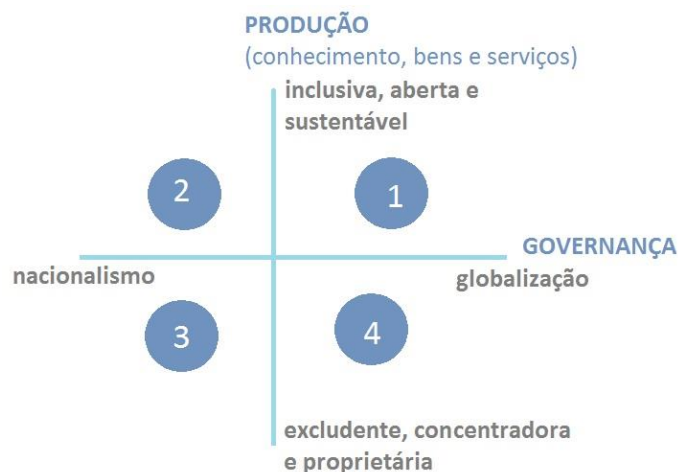 PRODUÇÃO
(conhecimento, bens e serviços)
inclusiva, aberta e
sustentável
2
1
GOVERNANÇA
nacionalismo
globalização
3
4
excludente, concentradora
e proprietária